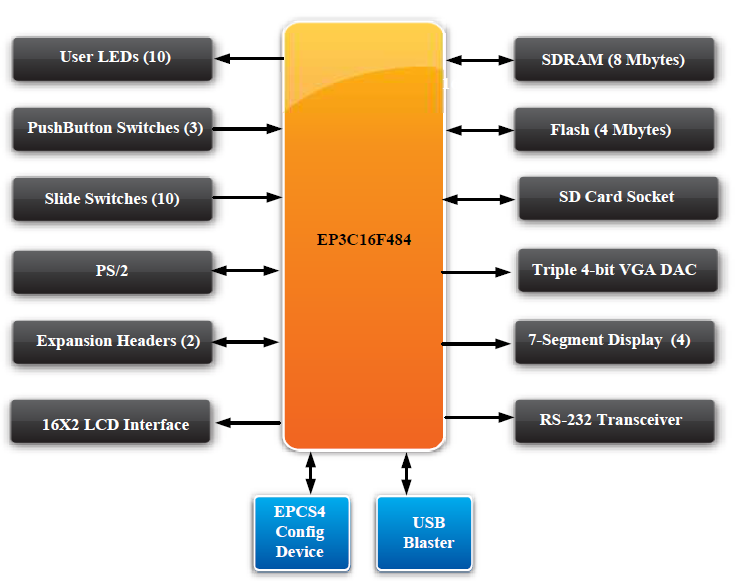 User LEDs (10)
PushButton Switches (3)
Slide Switches (10)
PS/2
Expansion Headers (2)
16X2 LCD Interface
EP3C16F484
SDRAM (8 Mbytes)
Flash (4 Mbytes)
SD Card Socket
Triple 4-bit VGA DAC
7-Segment Display (4)
RS-232 Transceiver
EPCS4
Config
Device
USB
Blaster